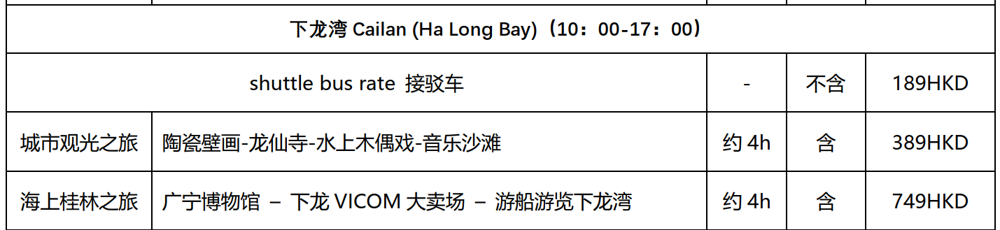 下龙湾 Cailan (Ha Long Bay)（10：00-17：00）
shuttle bus rate 接驳车 - 不含 189HKD
城市观光之旅 陶瓷壁画-龙仙寺-水上木偶戏-音乐沙滩 约 4h 含 389HKD
海上桂林之旅 广宁博物馆 – 下龙 VICOM 大卖场 – 游船游览下龙湾 约 4h 含 749HKD